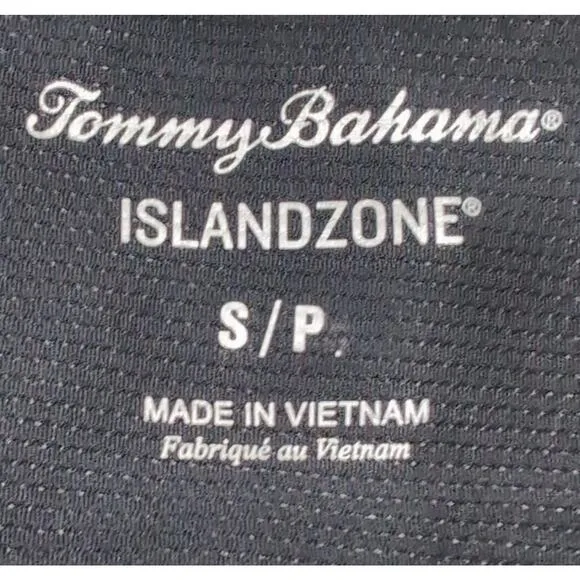 Tommy Bahama®
ISLANDZONE®
S/P
MADE IN VIETNAM
Fabriqué au Vietnam